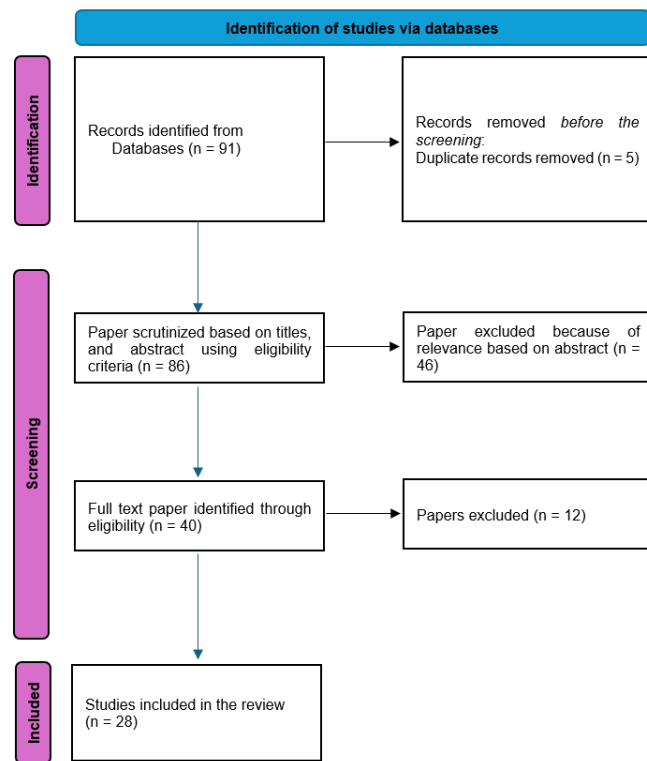 Identification of studies via databases
Identification
Records identified from
Databases (n = 91)
Records removed before the
screening:
Duplicate records removed (n = 5)
Screening
Paper scrutinized based on titles,
and abstract using eligibility
criteria (n = 86)
Paper excluded because of
relevance based on abstract (n =
46)
Full text paper identified through
eligibility (n = 40)
Papers excluded (n = 12)
Included
Studies included in the review
(n = 28)